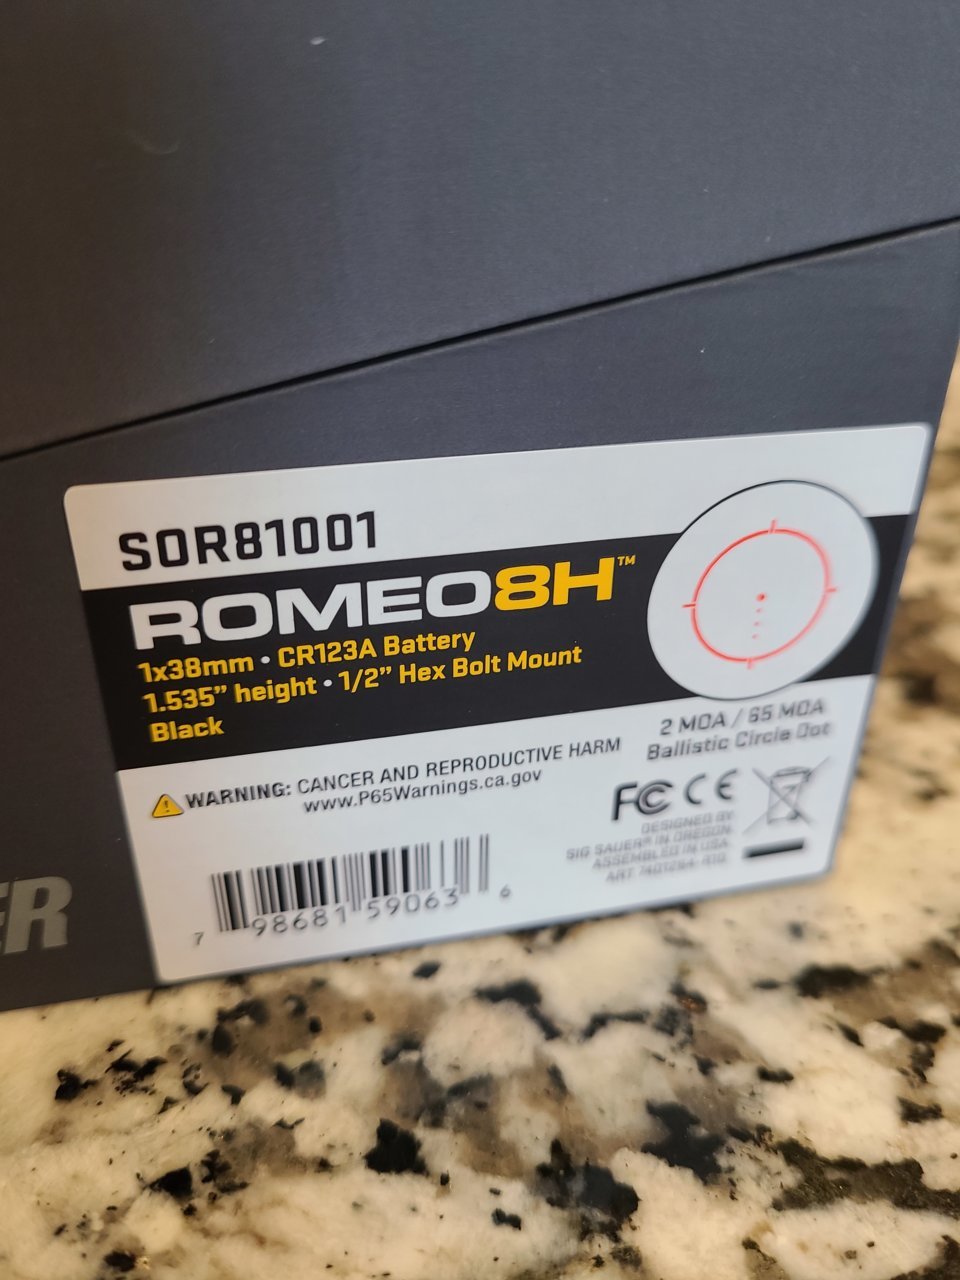 SOR81001
ROMEO8H™
1x38mm • CR123A Battery
1.535" height • 1/2" Hex Bolt Mount
Black
2 MOA / 65 MOA
Ballistic Circle Dot
WARNING: CANCER AND REPRODUCTIVE HARM
www.P65Warnings.ca.gov
FC CE
DESIGNED BY
SIG SAUER® IN OREGON.
ASSEMBLED IN USA.
7 98681 59063 6
ER